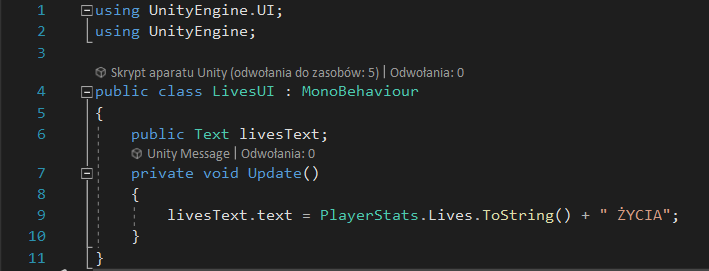 1 using UnityEngine.UI;
2 using UnityEngine;
3
Skrypt aparatu Unity (odwołania do zasobów: 5) | Odwołania: 0
4 public class LivesUI : MonoBehaviour
5 {
6 public Text livesText;
Unity Message | Odwołania: 0
7 private void Update()
8 {
9 livesText.text = PlayerStats.Lives.ToString() + " ŻYCIA";
10 }
11 }